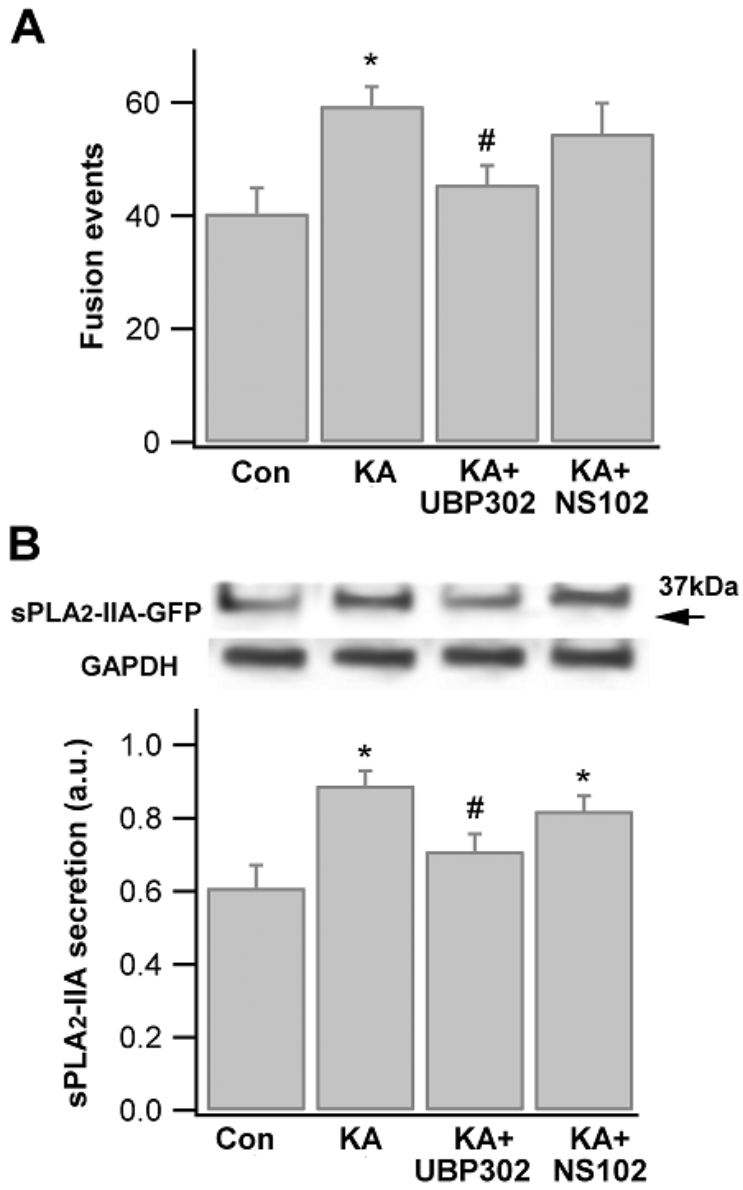 A
Fusion events
60
40
20
0
*
#
Con
KA
KA+
UBP302
KA+
NS102
B
sPLA2-IIA-GFP
37kDa
GAPDH
sPLA2-IIA secretion (a.u.)
1.0
0.8
0.6
0.4
0.2
0.0
*
#
*
Con
KA
KA+
UBP302
KA+
NS102